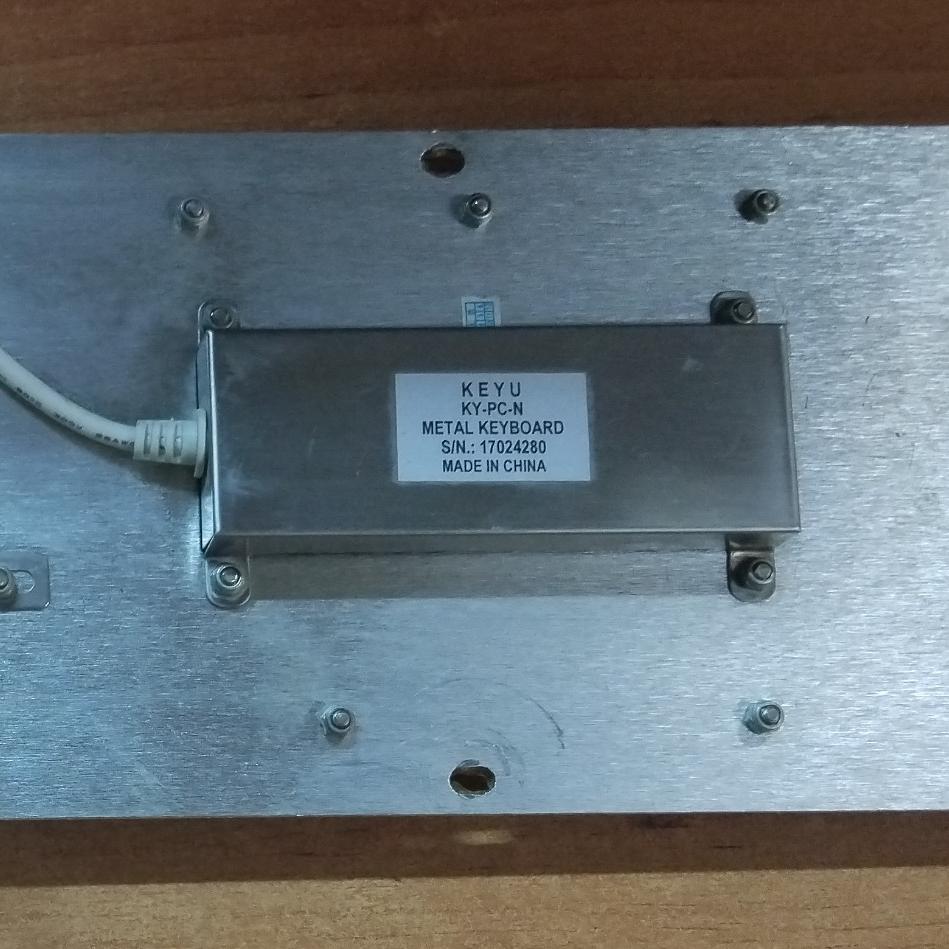 KEYU
KY-PC-N
METAL KEYBOARD
S/N.: 17024280
MADE IN CHINA